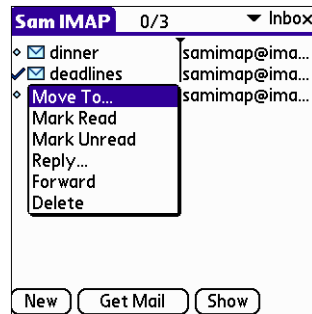 Sam IMAP 0/3 Inbox
dinner samimap@ima...
deadlines samimap@ima...
Move To... samimap@ima...
Mark Read
Mark Unread
Reply...
Forward
Delete
New Get Mail Show